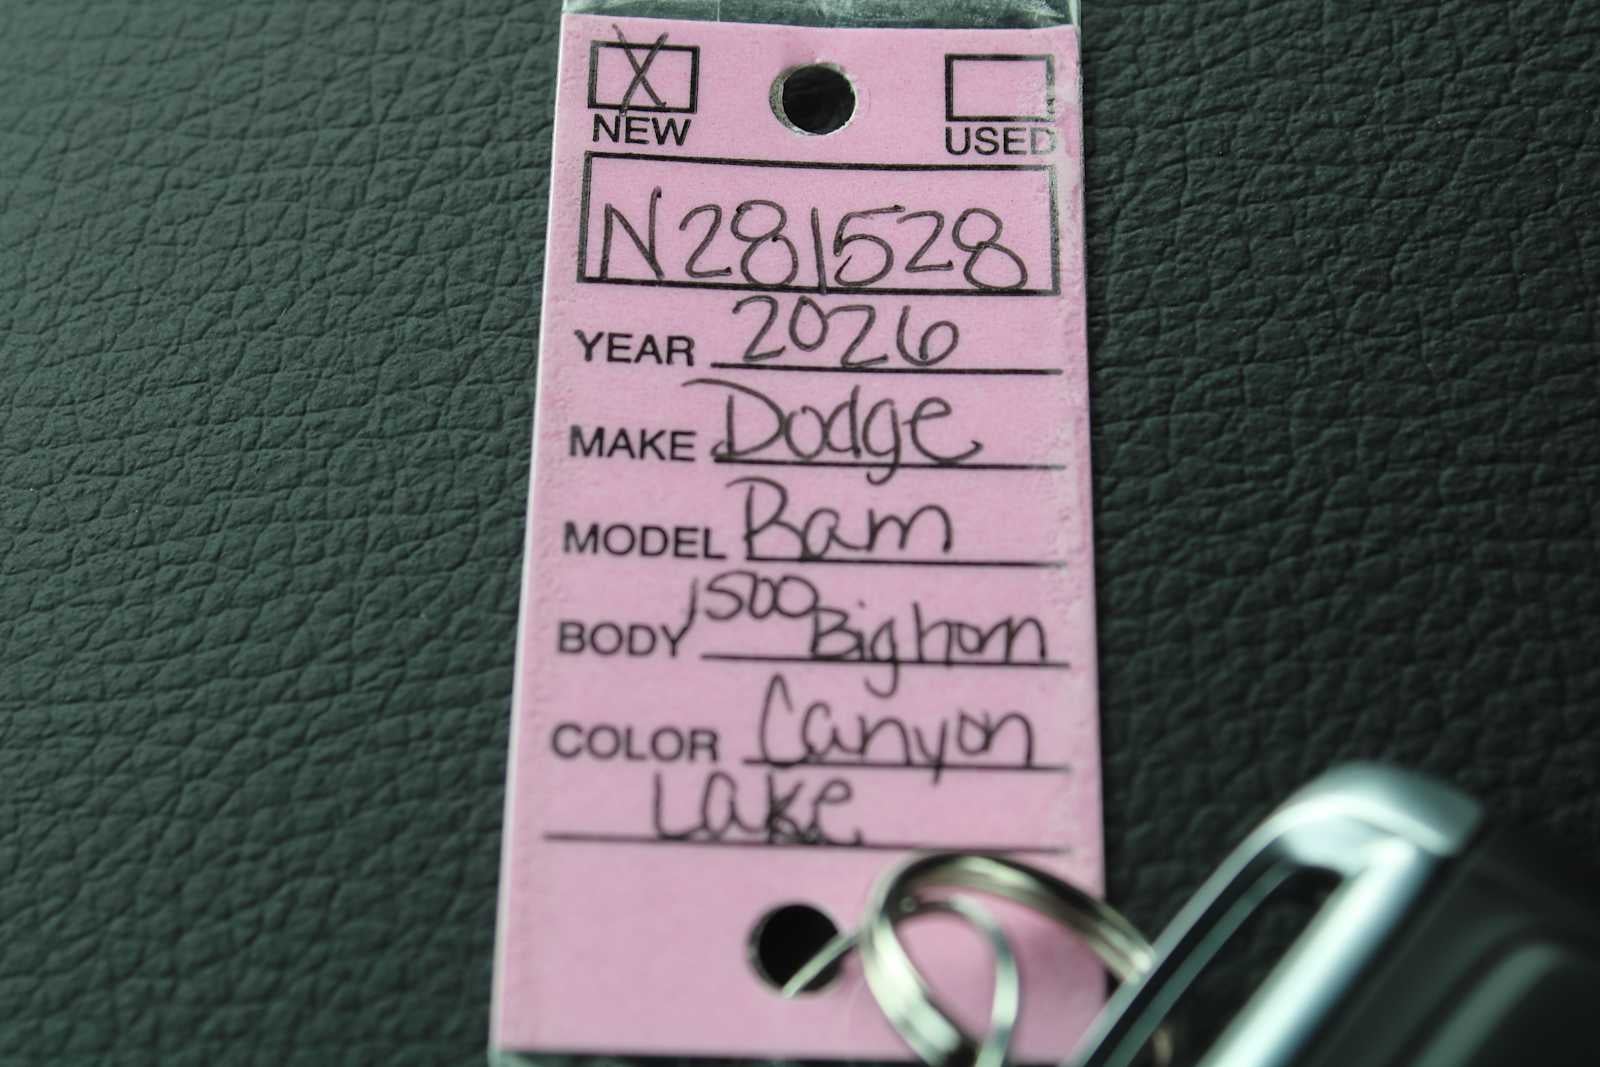 X
NEW USED
N281528
YEAR 2026
MAKE Dodge
MODEL Ram
BODY 1500 Bighorn
COLOR Canyon
Lake